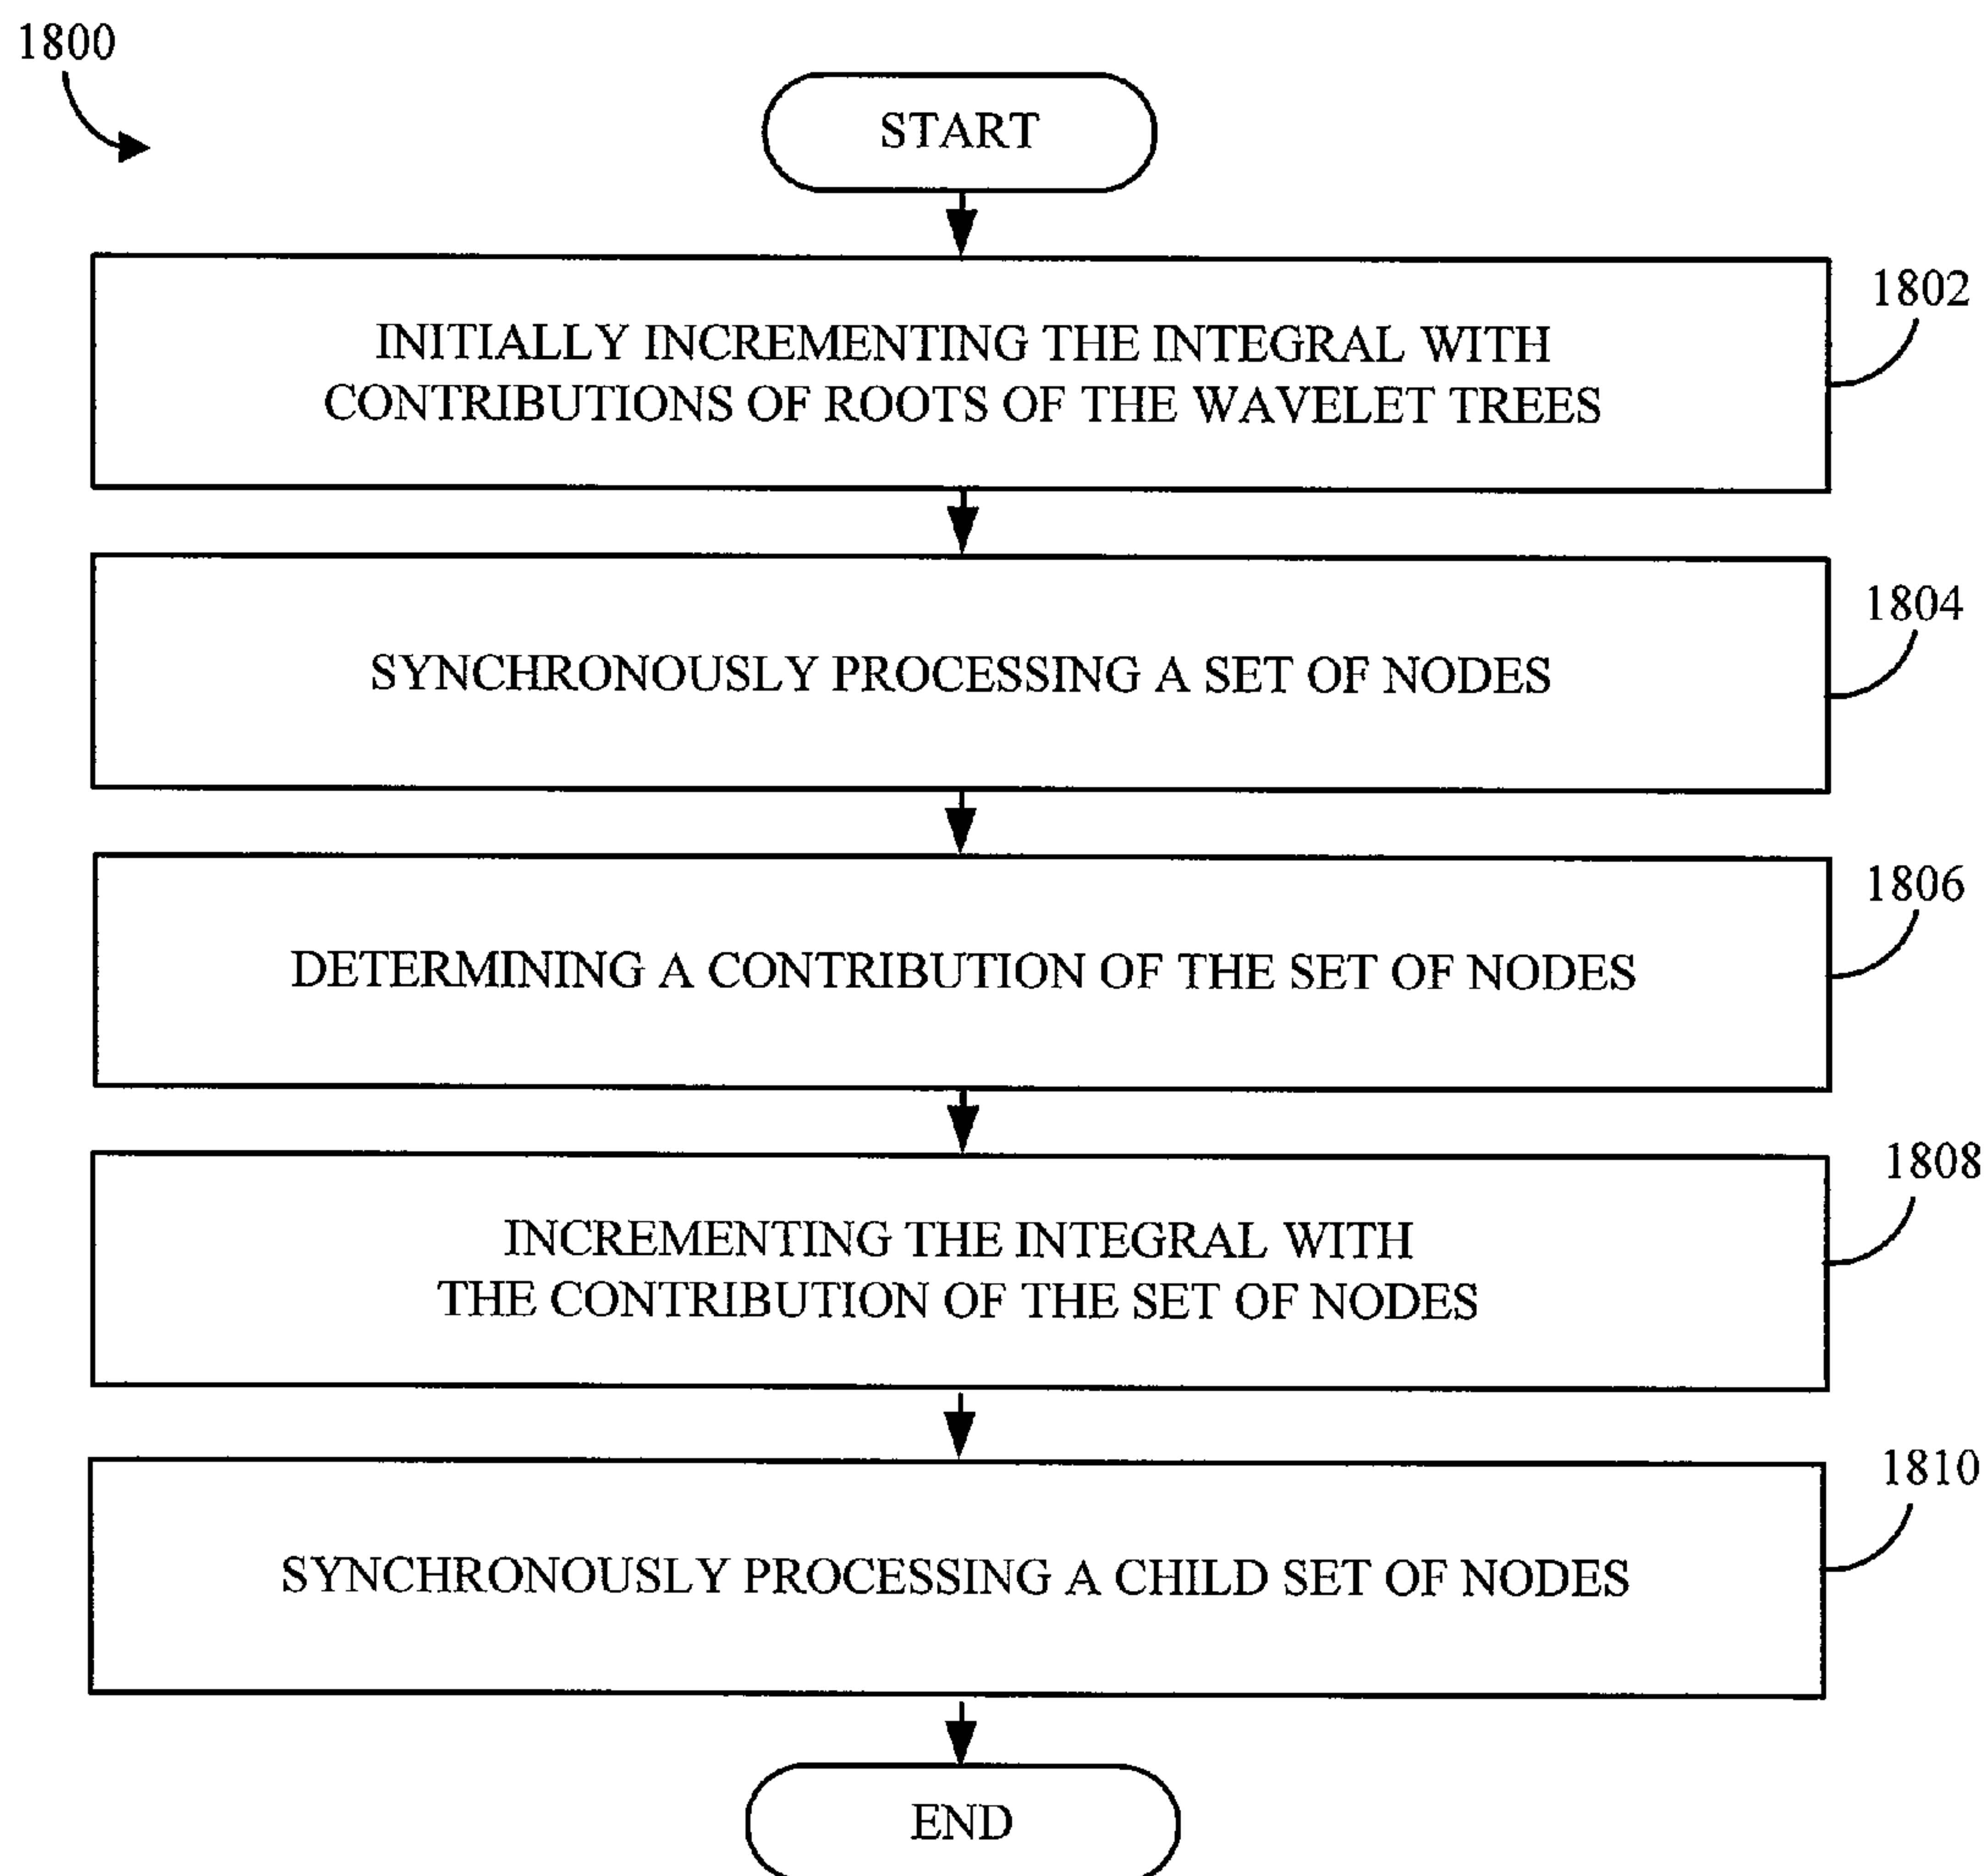 1800
START
INITIALLY INCREMENTING THE INTEGRAL WITH
CONTRIBUTIONS OF ROOTS OF THE WAVELET TREES
1802
SYNCHRONOUSLY PROCESSING A SET OF NODES
1804
DETERMINING A CONTRIBUTION OF THE SET OF NODES
1806
INCREMENTING THE INTEGRAL WITH
THE CONTRIBUTION OF THE SET OF NODES
1808
SYNCHRONOUSLY PROCESSING A CHILD SET OF NODES
1810
END